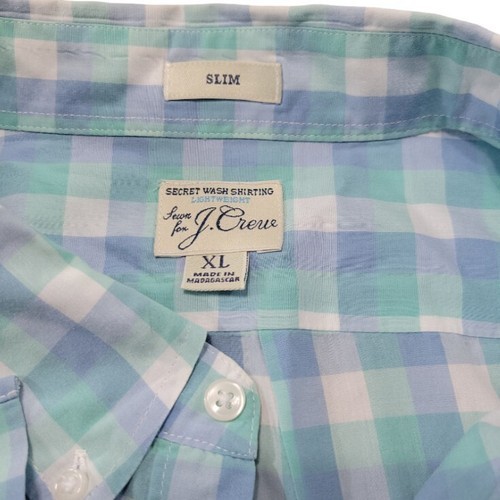 SLIM
SECRET WASH SHIRTING
LIGHTWEIGHT
Sewn for J.Crew
XL
MADE IN
MADAGASCAR